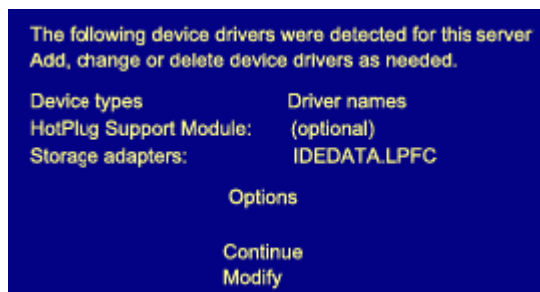 The following device drivers were detected for this server
Add, change or delete device drivers as needed.
Device types Driver names
HotPlug Support Module: (optional)
Storage adapters: IDEDATA.LPFC
Options
Continue
Modify